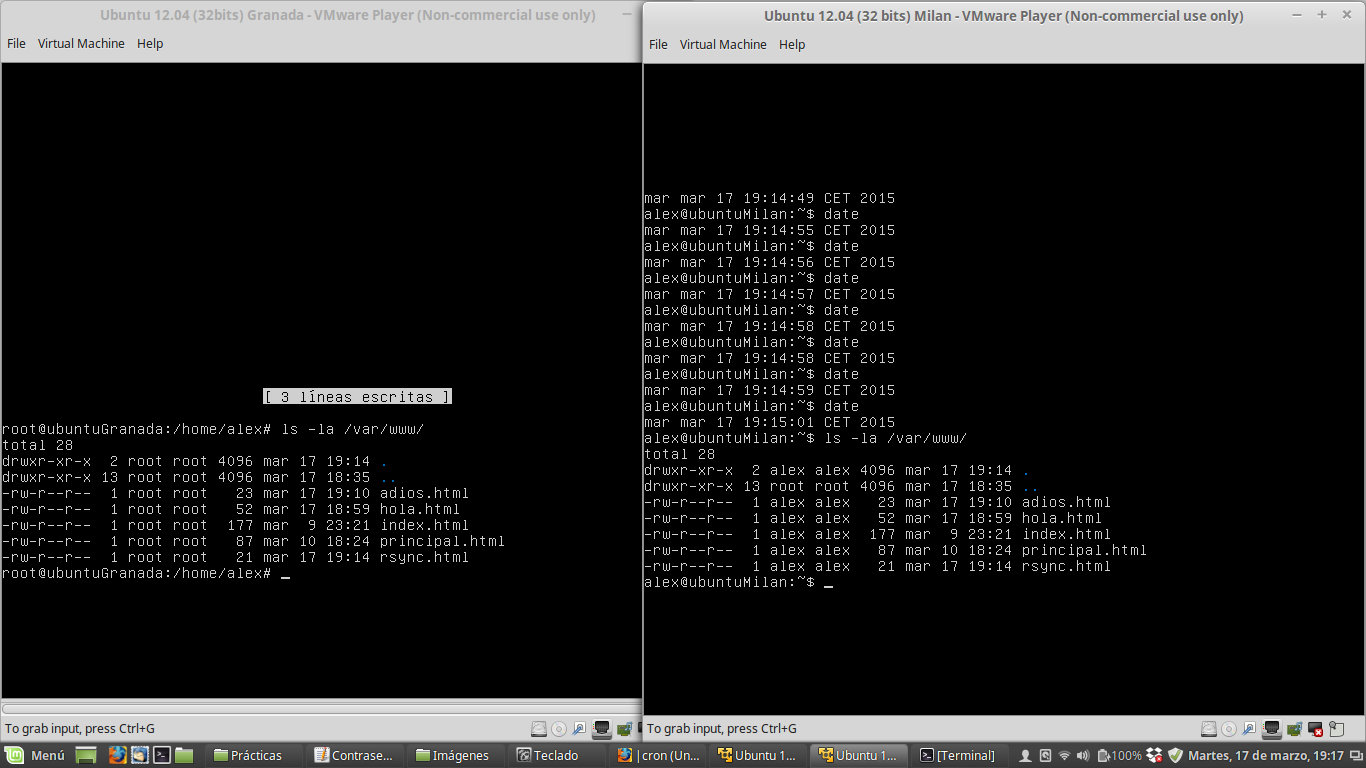 Ubuntu 12.04 (32bits) Granada - VMware Player (Non-commercial use only)
File Virtual Machine Help
[ 3 líneas escritas ]
root@ubuntuGranada:/home/alex# ls -la /var/www/
total 28
drwxr-xr-x  2 root root 4096 mar 17 19:14 .
drwxr-xr-x 13 root root 4096 mar 17 18:35 ..
-rw-r--r--  1 root root   23 mar 17 19:10 adios.html
-rw-r--r--  1 root root   52 mar 17 18:59 hola.html
-rw-r--r--  1 root root  177 mar  9 23:21 index.html
-rw-r--r--  1 root root   87 mar 10 18:24 principal.html
-rw-r--r--  1 root root   21 mar 17 19:14 rsync.html
root@ubuntuGranada:/home/alex# _
To grab input, press Ctrl+G
Ubuntu 12.04 (32 bits) Milan - VMware Player (Non-commercial use only)
File Virtual Machine Help
mar mar 17 19:14:49 CET 2015
alex@ubuntuMilan:~$ date
mar mar 17 19:14:55 CET 2015
alex@ubuntuMilan:~$ date
mar mar 17 19:14:56 CET 2015
alex@ubuntuMilan:~$ date
mar mar 17 19:14:57 CET 2015
alex@ubuntuMilan:~$ date
mar mar 17 19:14:58 CET 2015
alex@ubuntuMilan:~$ date
mar mar 17 19:14:58 CET 2015
alex@ubuntuMilan:~$ date
mar mar 17 19:14:59 CET 2015
alex@ubuntuMilan:~$ date
mar mar 17 19:15:01 CET 2015
alex@ubuntuMilan:~$ ls -la /var/www/
total 28
drwxr-xr-x  2 alex alex 4096 mar 17 19:14 .
drwxr-xr-x 13 root root 4096 mar 17 18:35 ..
-rw-r--r--  1 alex alex   23 mar 17 19:10 adios.html
-rw-r--r--  1 alex alex   52 mar 17 18:59 hola.html
-rw-r--r--  1 alex alex  177 mar  9 23:21 index.html
-rw-r--r--  1 alex alex   87 mar 10 18:24 principal.html
-rw-r--r--  1 alex alex   21 mar 17 19:14 rsync.html
alex@ubuntuMilan:~$ _
To grab input, press Ctrl+G
Menú Prácticas Contrase... Imágenes Teclado | cron (Un... Ubuntu 1... Ubuntu 1... [Terminal] 100% Martes, 17 de marzo, 19:17